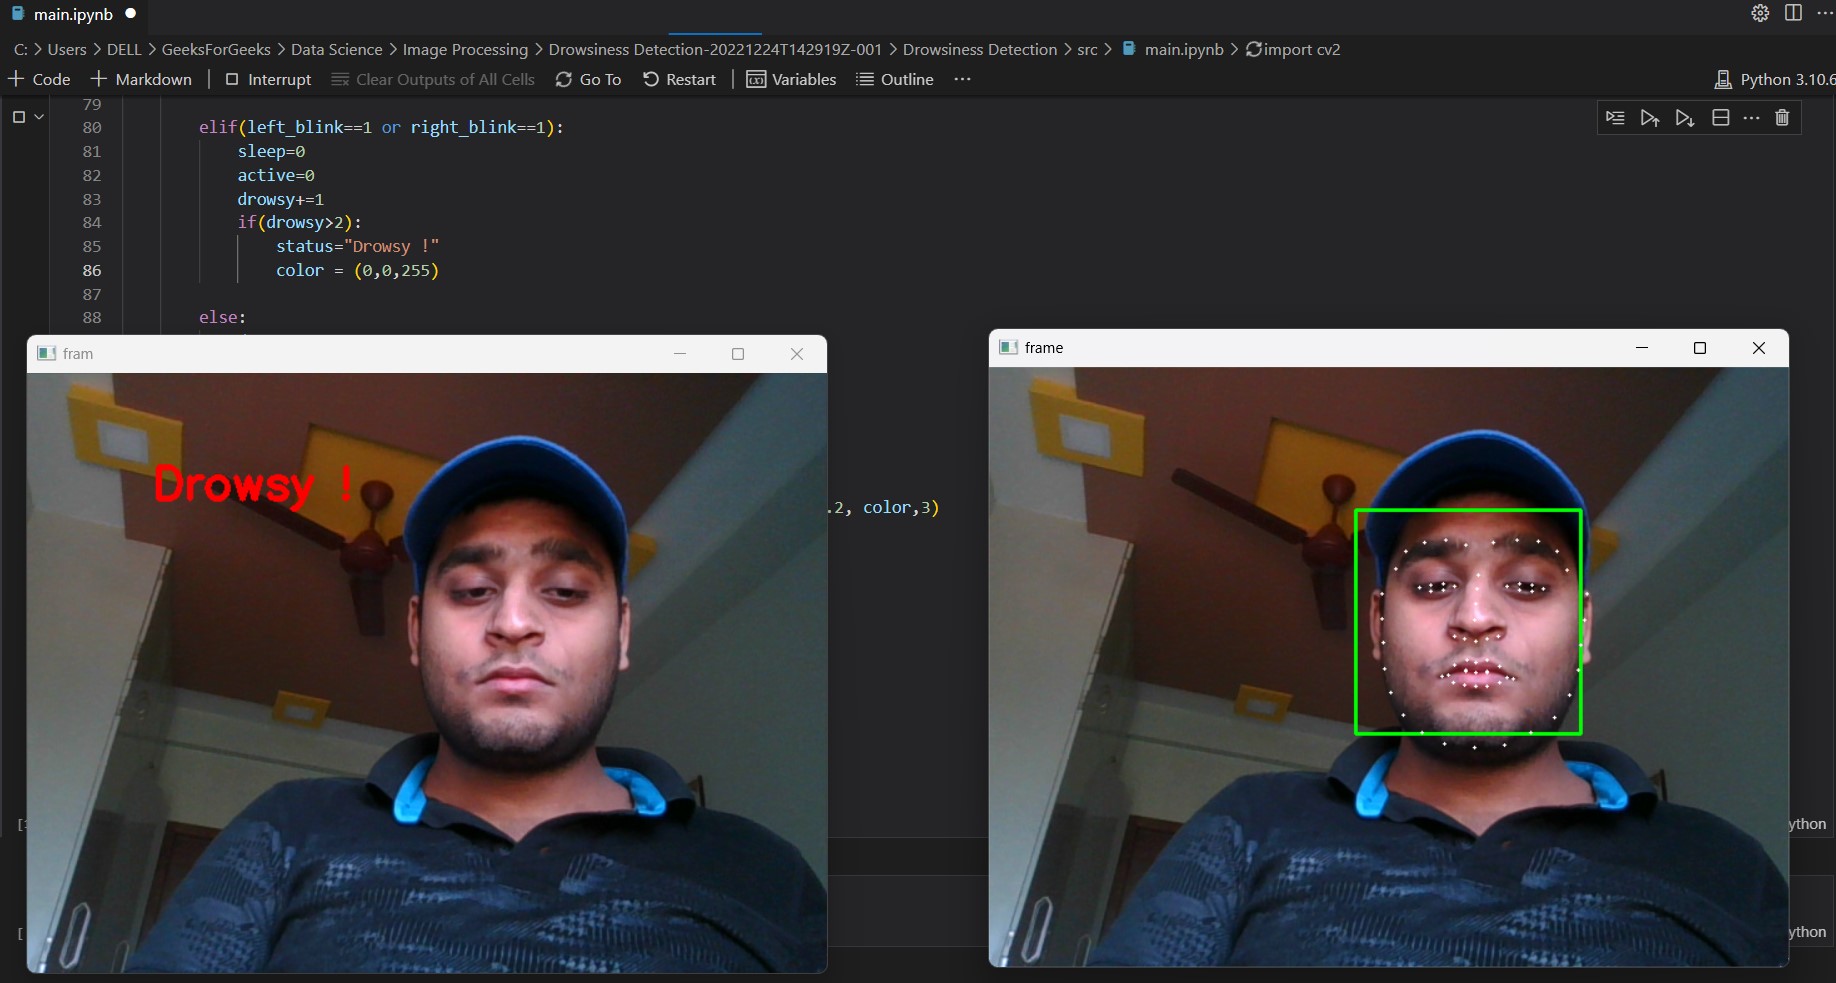 main.ipynb
C: > Users > DELL > GeeksForGeeks > Data Science > Image Processing > Drowsiness Detection-20221224T142919Z-001 > Drowsiness Detection > src > main.ipynb > import cv2
+ Code + Markdown | Interrupt Clear Outputs of All Cells Go To Restart | Variables Outline ... Python 3.10.6
79
80 elif(left_blink==1 or right_blink==1):
81 sleep=0
82 active=0
83 drowsy+=1
84 if(drowsy>2):
85 status="Drowsy !"
86 color = (0,0,255)
87
88 else:
fram
frame
Drowsy !
.2, color,3)
ython
ython